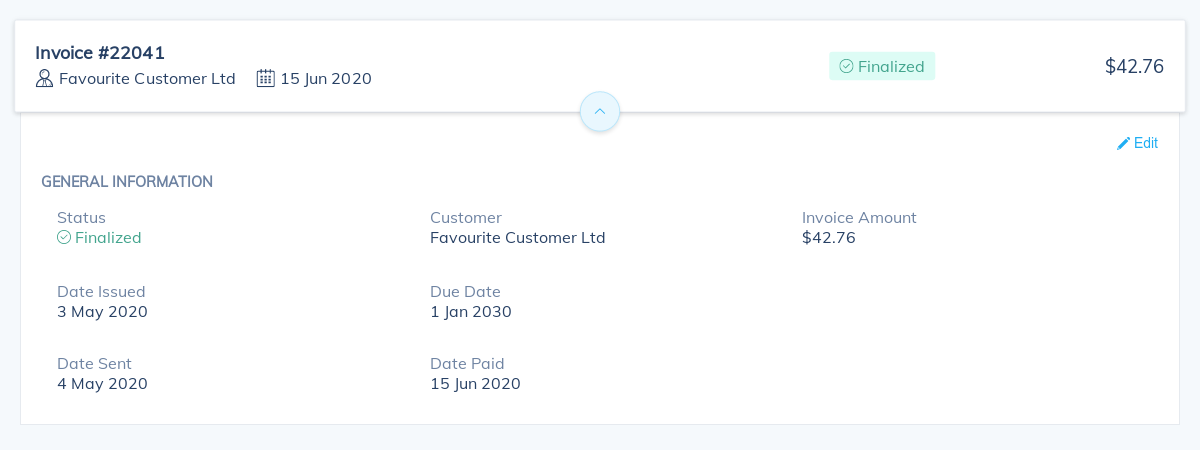 Invoice #22041
Favourite Customer Ltd 15 Jun 2020
Finalized
$42.76
Edit
GENERAL INFORMATION
Status Customer Invoice Amount
Finalized Favourite Customer Ltd $42.76
Date Issued Due Date
3 May 2020 1 Jan 2030
Date Sent Date Paid
4 May 2020 15 Jun 2020